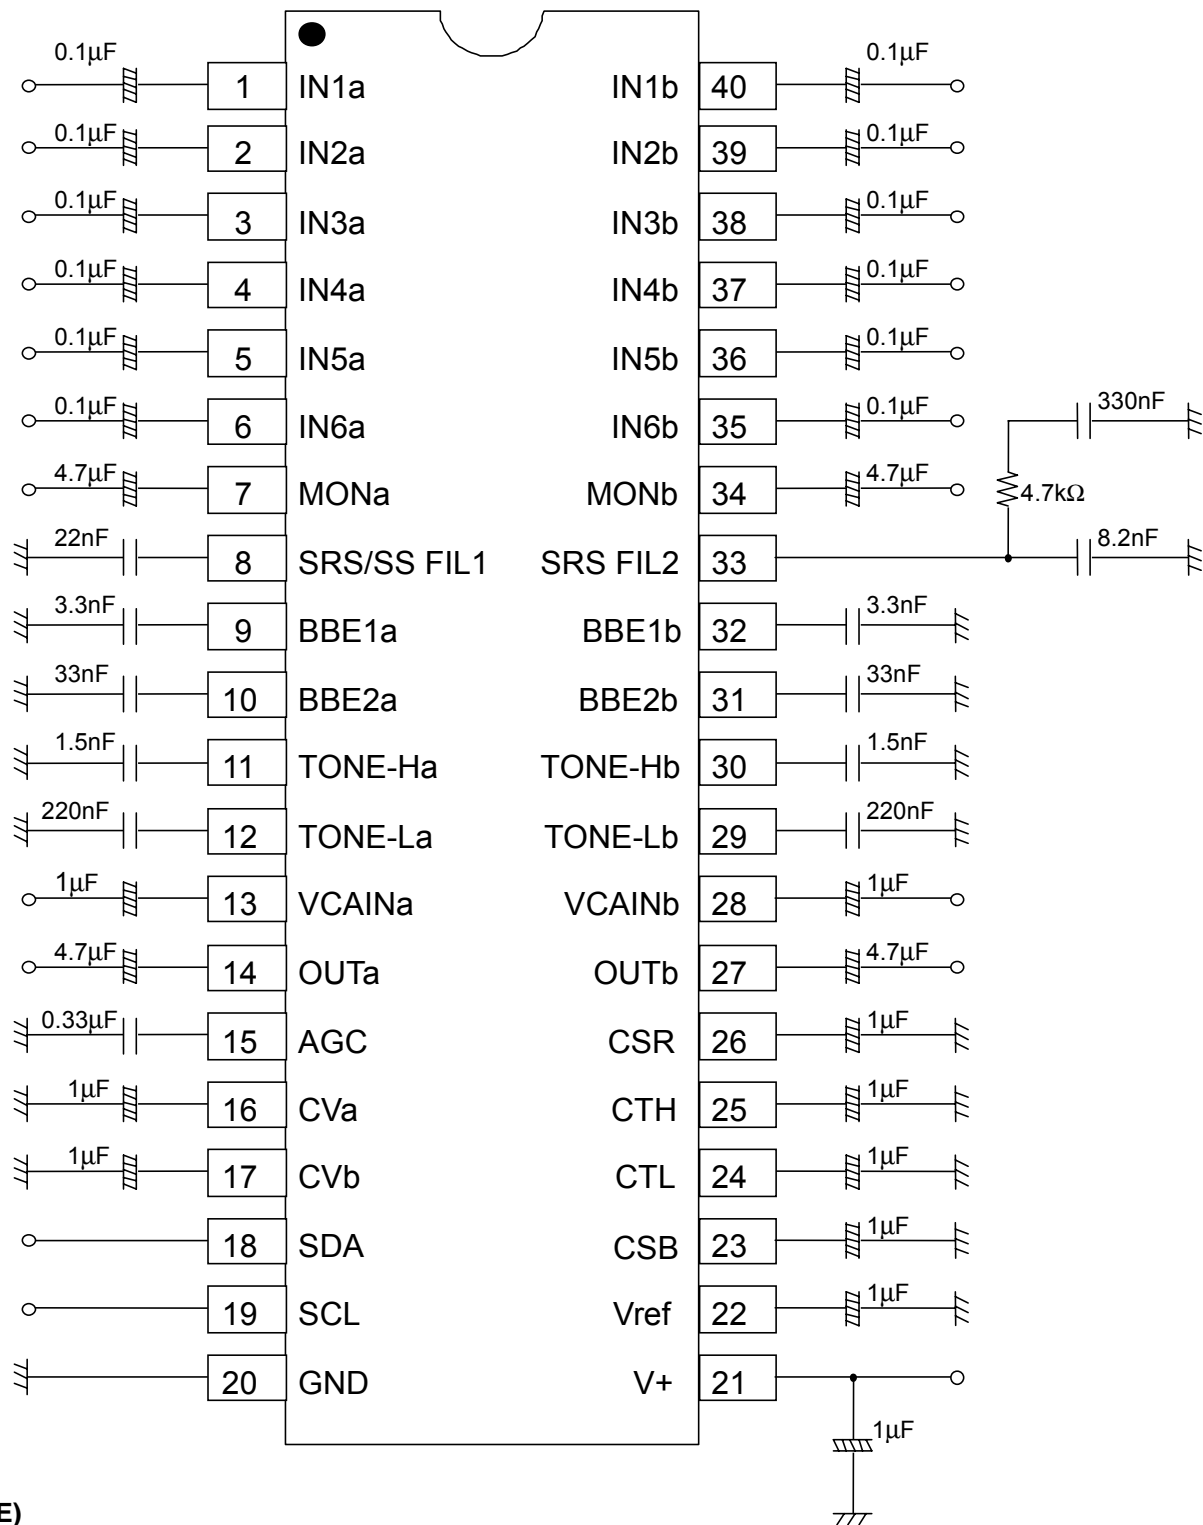 0.1μF 1 IN1a IN1b 40 0.1μF
0.1μF 2 IN2a IN2b 39 0.1μF
0.1μF 3 IN3a IN3b 38 0.1μF
0.1μF 4 IN4a IN4b 37 0.1μF
0.1μF 5 IN5a IN5b 36 0.1μF
0.1μF 6 IN6a IN6b 35 0.1μF 330nF
4.7μF 7 MONa MONb 34 4.7μF 4.7kΩ
22nF 8 SRS/SS FIL1 SRS FIL2 33 8.2nF
3.3nF 9 BBE1a BBE1b 32 3.3nF
33nF 10 BBE2a BBE2b 31 33nF
1.5nF 11 TONE-Ha TONE-Hb 30 1.5nF
220nF 12 TONE-La TONE-Lb 29 220nF
1μF 13 VCAINa VCAINb 28 1μF
4.7μF 14 OUTa OUTb 27 4.7μF
0.33μF 15 AGC CSR 26 1μF
1μF 16 CVa CTH 25 1μF
1μF 17 CVb CTL 24 1μF
18 SDA CSB 23 1μF
19 SCL Vref 22 1μF
20 GND V+ 21
1μF
E)